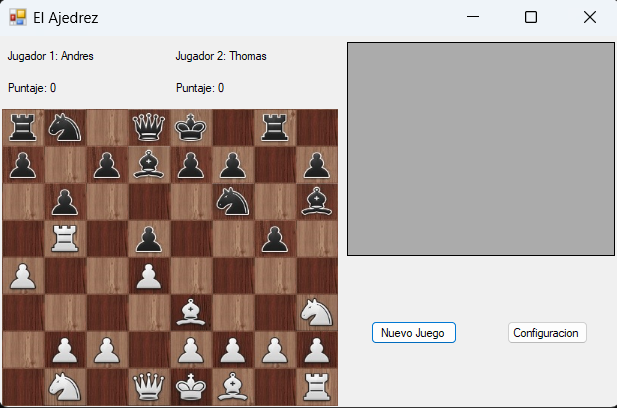 El Ajedrez
Jugador 1: Andres
Jugador 2: Thomas
Puntaje: 0
Puntaje: 0
Nuevo Juego
Configuracion